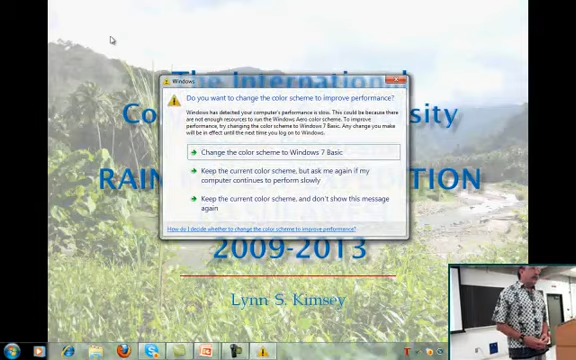 The International
Windows
Do you want to change the color scheme to improve performance?
Windows has detected your computer's performance is slow. This could be because there
are not enough resources to run the Windows Aero color scheme. To improve
performance, try changing the color scheme to Windows 7 Basic. Any change you make
will be in effect until the next time you log on to Windows.
Change the color scheme to Windows 7 Basic
Keep the current color scheme, but ask me again if my
computer continues to perform slowly
Keep the current color scheme, and don't show this message
again
How do I decide whether to change the color scheme to improve performance?
2009-2013
Lynn S. Kimsey